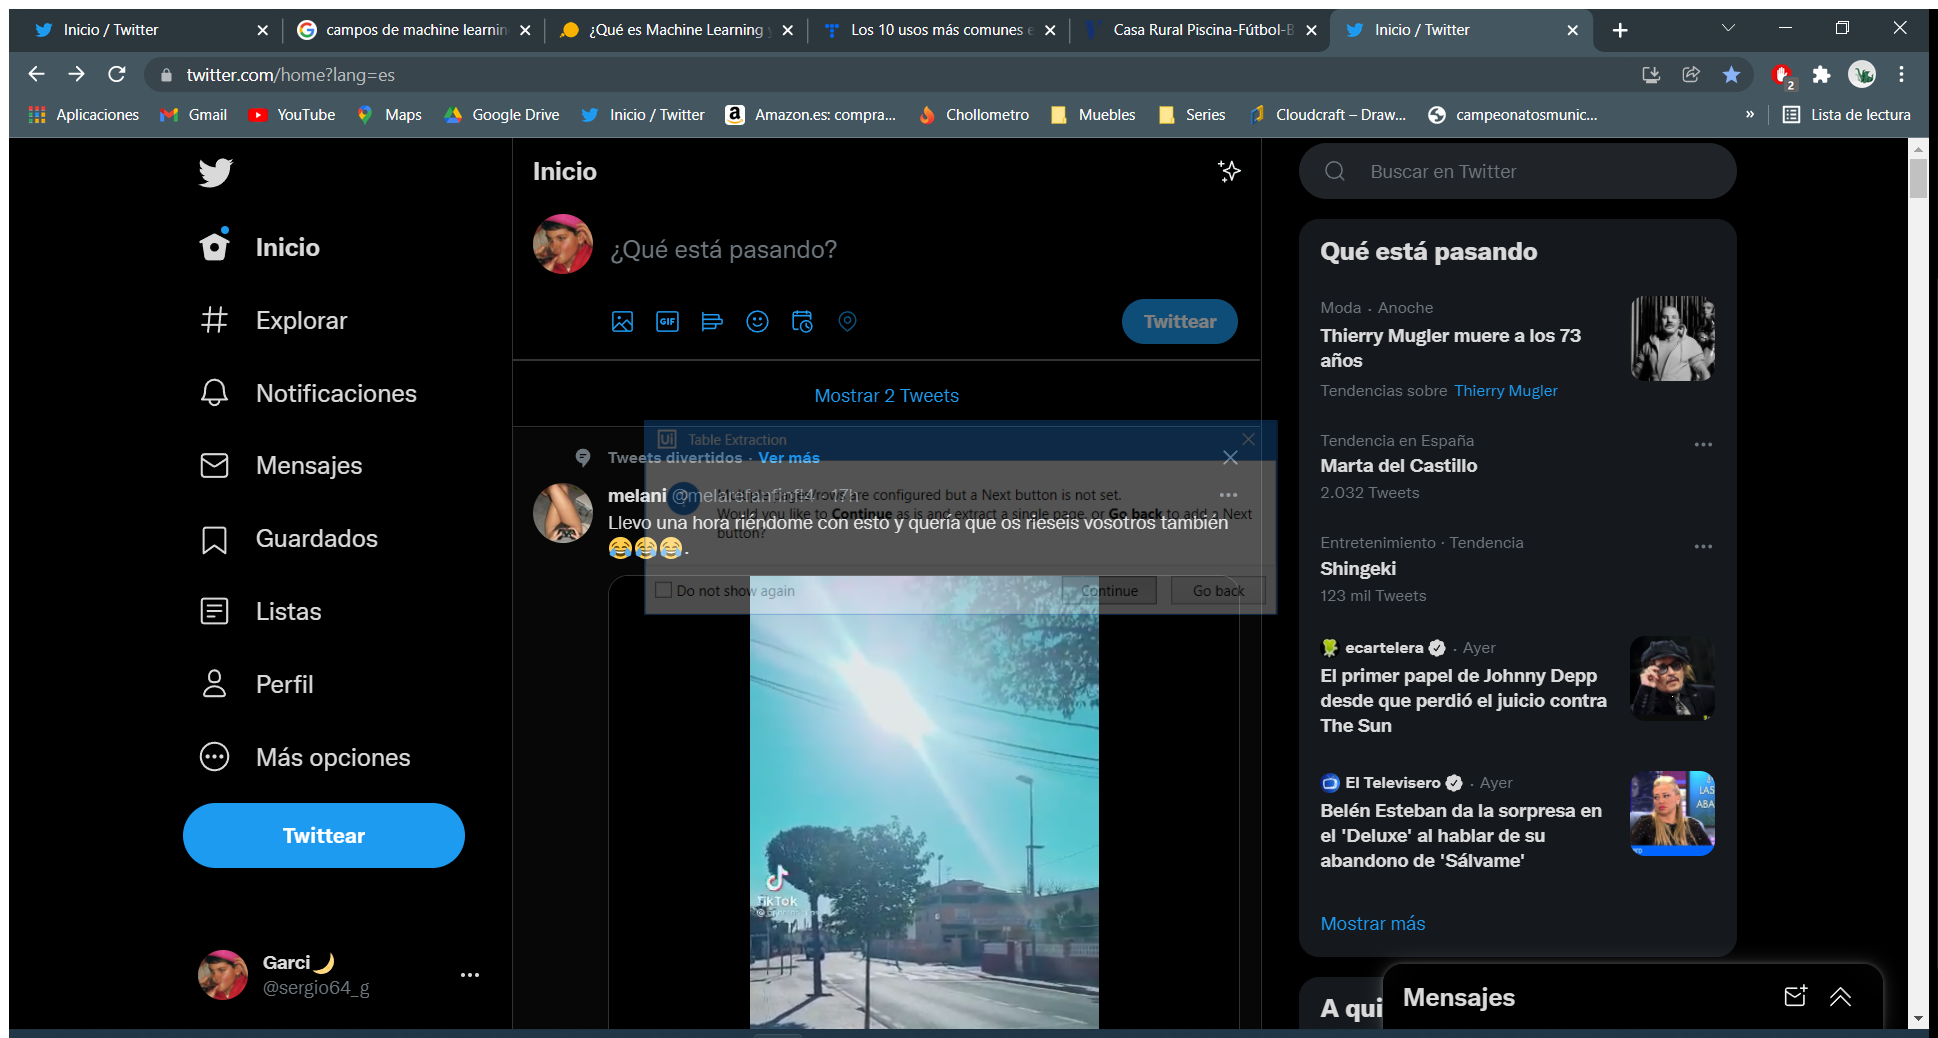 Inicio / Twitter
campos de machine learnin
¿Qué es Machine Learning y
Los 10 usos más comunes e
Casa Rural Piscina-Fútbol-B
Inicio / Twitter
twitter.com/home?lang=es
2
Aplicaciones
Gmail
YouTube
Maps
Google Drive
Inicio / Twitter
Amazon.es: compra...
Chollometro
Muebles
Series
Cloudcraft – Draw...
campeonatosmunic...
»
Lista de lectura
Inicio
Explorar
Notificaciones
Mensajes
Guardados
Listas
Perfil
Más opciones
Twittear
Garci
@sergio64_g
Inicio
¿Qué está pasando?
GIF
Twittear
Mostrar 2 Tweets
Ui Table Extraction
Tweets divertidos · Ver más
melani
17h
are configured but a Next button is not set.
Would you like to Continue as is and extract a single page, or Go back to add a Next
button?
Llevo una hora riéndome con esto y quería que os rieseis vosotros también
😂😂😂.
Do not show again
Continue
Go back
TikTok
Buscar en Twitter
Qué está pasando
Moda · Anoche
Thierry Mugler muere a los 73
años
Tendencias sobre Thierry Mugler
Tendencia en España
Marta del Castillo
2.032 Tweets
Entretenimiento · Tendencia
Shingeki
123 mil Tweets
ecartelera · Ayer
El primer papel de Johnny Depp
desde que perdió el juicio contra
The Sun
El Televisero · Ayer
Belén Esteban da la sorpresa en
el 'Deluxe' al hablar de su
abandono de 'Sálvame'
LAS
ABA
Mostrar más
A qui
Mensajes